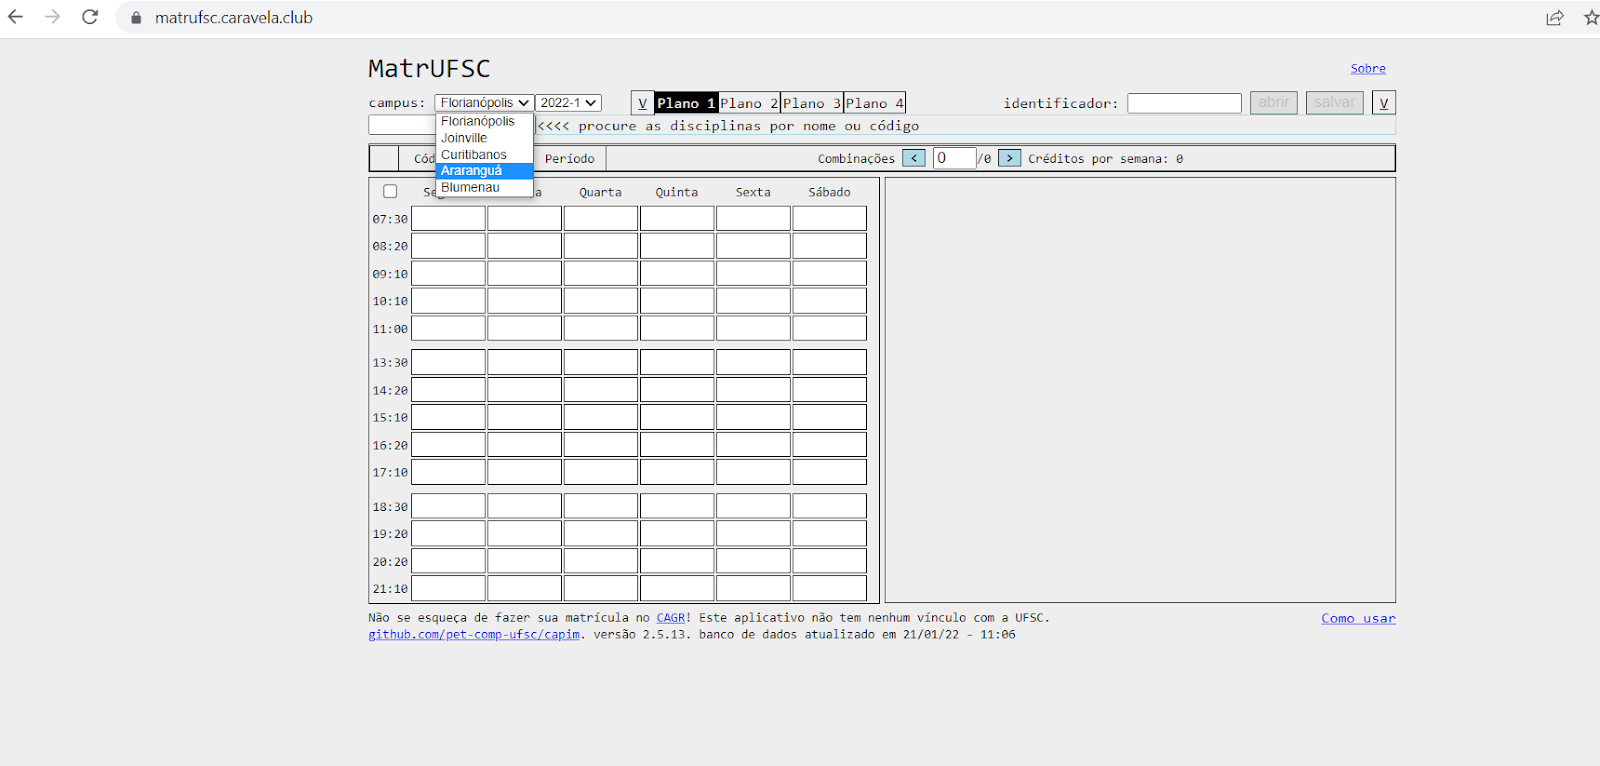 matrufsc.caravela.club
MatrUFSC
Sobre
campus: Florianópolis 2022-1 V Plano 1 Plano 2 Plano 3 Plano 4 identificador: abrir salvar V
Florianópolis
Joinville
Curitibanos
Araranguá
Blumenau
<<<< procure as disciplinas por nome ou código
Período Combinações < 0 /0 > Créditos por semana: 0
Quarta Quinta Sexta Sábado
07:30
08:20
09:10
10:10
11:00
13:30
14:20
15:10
16:20
17:10
18:30
19:20
20:20
21:10
Não se esqueça de fazer sua matrícula no CAGR! Este aplicativo não tem nenhum vínculo com a UFSC. Como usar
github.com/pet-comp-ufsc/capim. versão 2.5.13. banco de dados atualizado em 21/01/22 - 11:06